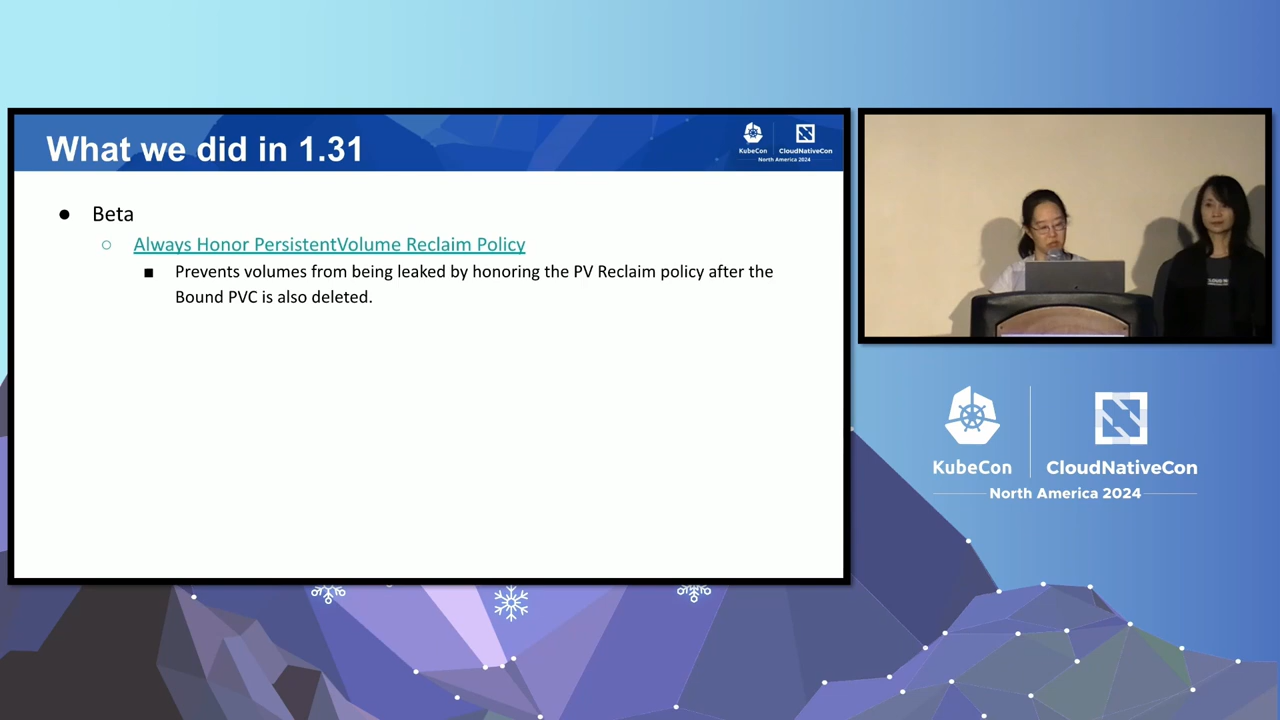 What we did in 1.31
KubeCon
CloudNativeCon
North America 2024
● Beta
○ Always Honor PersistentVolume Reclaim Policy
■ Prevents volumes from being leaked by honoring the PV Reclaim policy after the
Bound PVC is also deleted.
KubeCon
CloudNativeCon
North America 2024